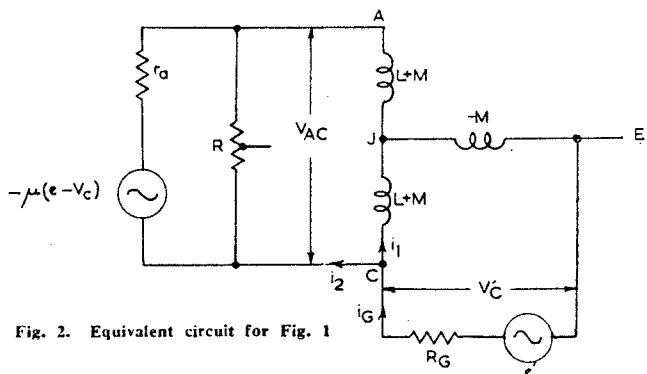 A
r_a
L+M
R
V_AC
J
-M
E
-μ(e-V_C)
L+M
i_1
i_2
C
V'_C
i_G
R_G
Fig. 2. Equivalent circuit for Fig. 1